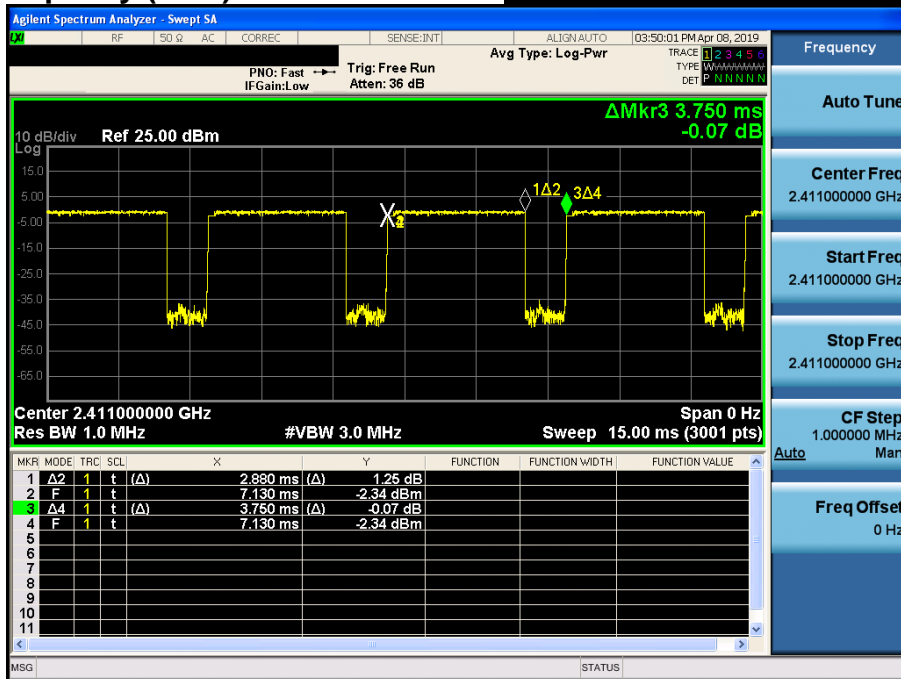 Agilent Spectrum Analyzer - Swept SA
LXI RF 50 Ω AC CORREC SENSE:INT ALIGN AUTO 03:50:01 PM Apr 08, 2019
Avg Type: Log-Pwr TRACE 1 2 3 4 5 6
PNO: Fast Trig: Free Run TYPE WWWWWW
IFGain:Low Atten: 36 dB DET P N N N N N
ΔMkr3 3.750 ms
-0.07 dB
10 dB/div Ref 25.00 dBm
Log
15.0
5.00
-5.00
-15.0
-25.0
-35.0
-45.0
-55.0
-65.0
1Δ2
3Δ4
X
Center 2.411000000 GHz Span 0 Hz
Res BW 1.0 MHz #VBW 3.0 MHz Sweep 15.00 ms (3001 pts)
MKR MODE TRC SCL X Y FUNCTION FUNCTION WIDTH FUNCTION VALUE
1 Δ2 1 t (Δ) 2.880 ms (Δ) 1.25 dB
2 F 1 t 7.130 ms -2.34 dBm
3 Δ4 1 t (Δ) 3.750 ms (Δ) -0.07 dB
4 F 1 t 7.130 ms -2.34 dBm
5
6
7
8
9
10
11
MSG STATUS
Frequency
Auto Tune
Center Freq
2.411000000 GHz
Start Freq
2.411000000 GHz
Stop Freq
2.411000000 GHz
CF Step
1.000000 MHz
Auto Man
Freq Offset
0 Hz